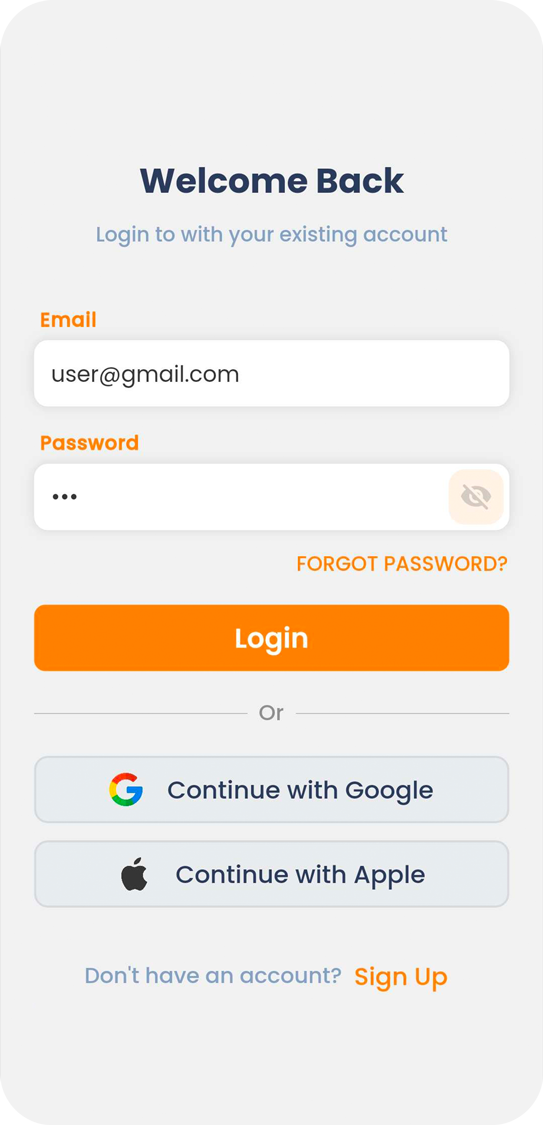 Welcome Back
Login to with your existing account
Email
user@gmail.com
Password
•••
FORGOT PASSWORD?
Login
Or
Continue with Google
Continue with Apple
Don't have an account? Sign Up